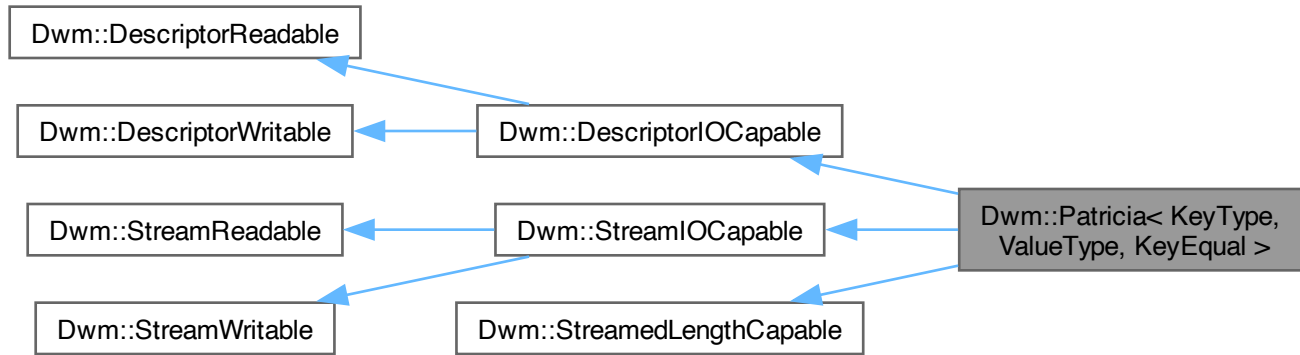 Dwm::DescriptorReadable
Dwm::DescriptorWritable
Dwm::DescriptorIOCapable
Dwm::StreamReadable
Dwm::StreamIOCapable
Dwm::Patricia< KeyType,
ValueType, KeyEqual >
Dwm::StreamWritable
Dwm::StreamedLengthCapable